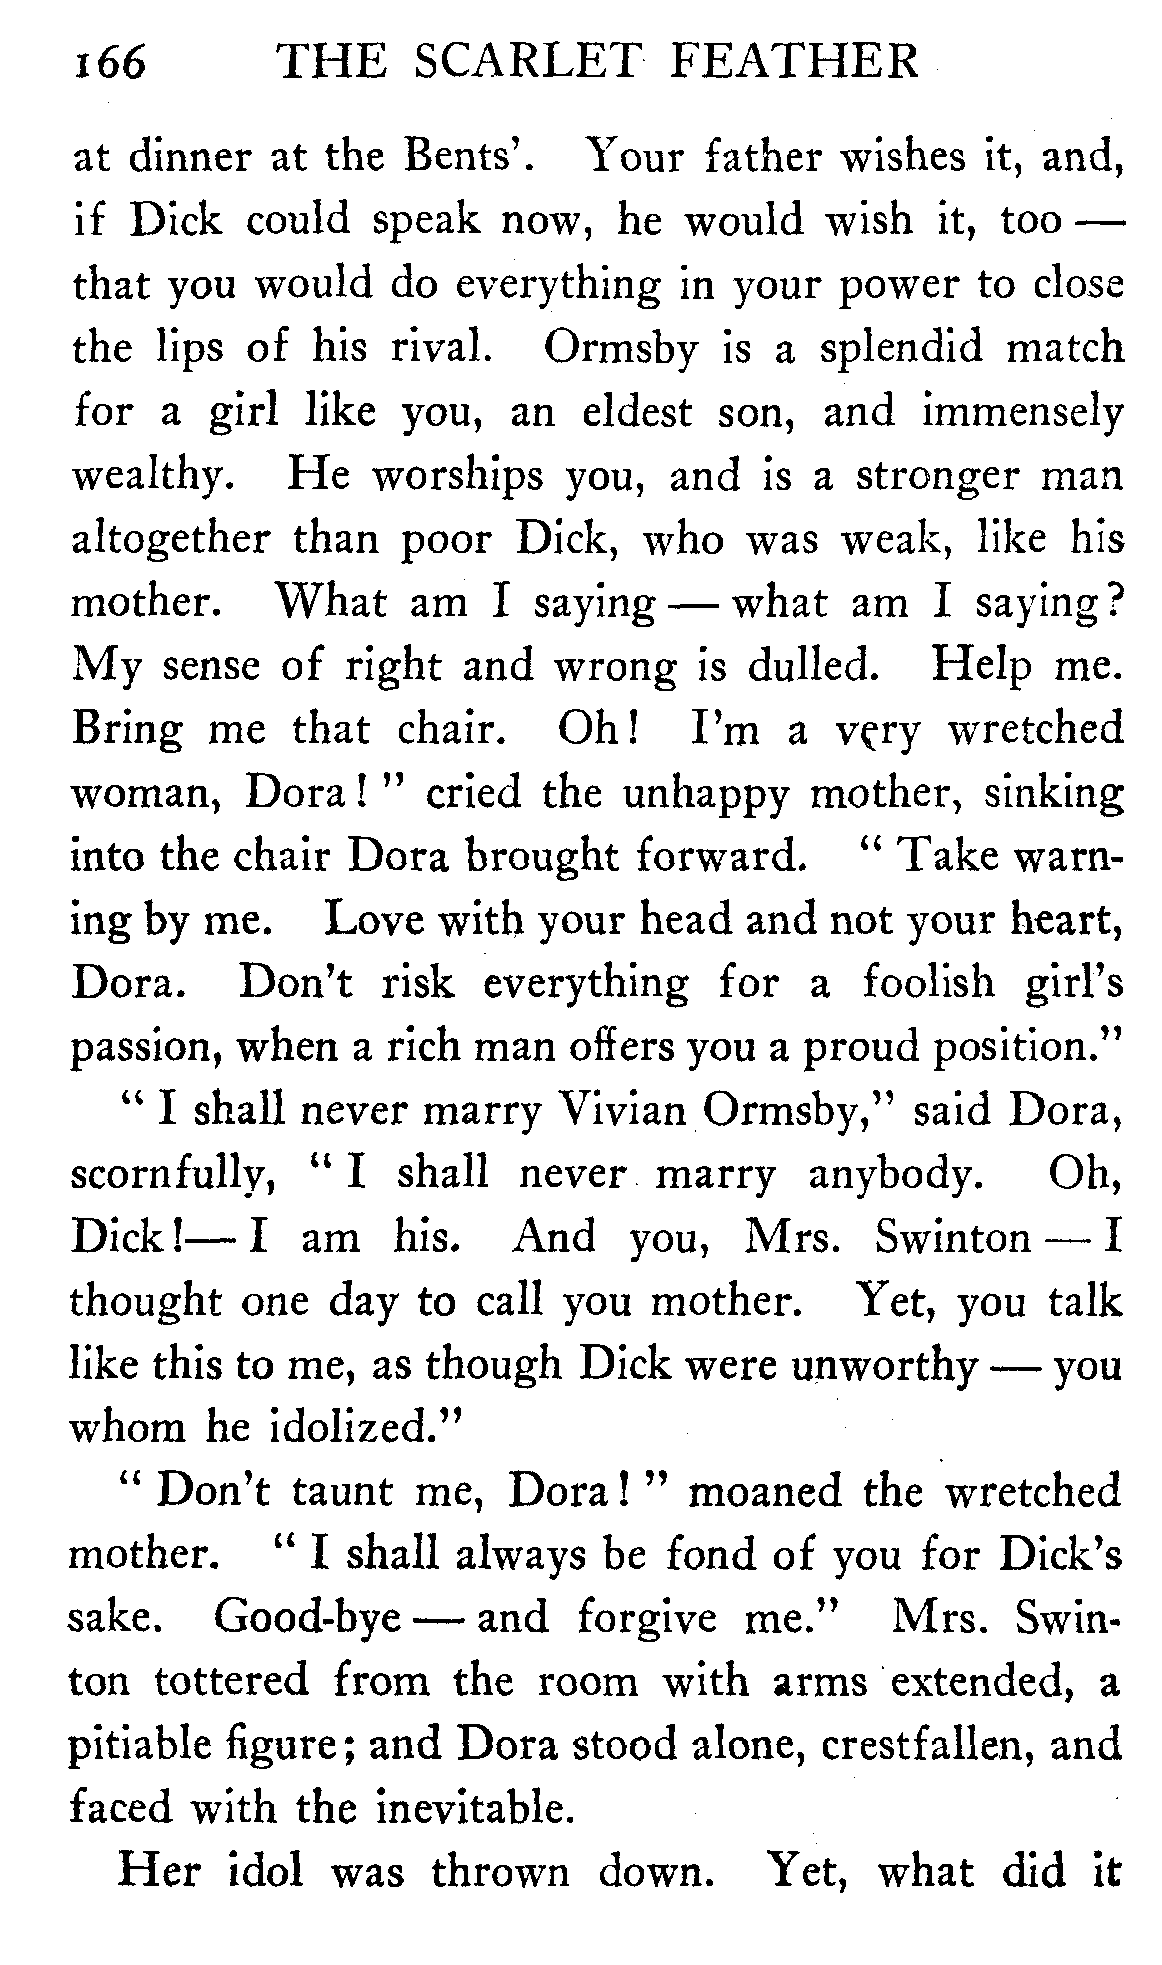 166 THE SCARLET FEATHER
at dinner at the Bents'. Your father wishes it, and,
if Dick could speak now, he would wish it, too —
that you would do everything in your power to close
the lips of his rival. Ormsby is a splendid match
for a girl like you, an eldest son, and immensely
wealthy. He worships you, and is a stronger man
altogether than poor Dick, who was weak, like his
mother. What am I saying — what am I saying?
My sense of right and wrong is dulled. Help me.
Bring me that chair. Oh! I'm a very wretched
woman, Dora! " cried the unhappy mother, sinking
into the chair Dora brought forward. " Take warn-
ing by me. Love with your head and not your heart,
Dora. Don't risk everything for a foolish girl's
passion, when a rich man offers you a proud position."
" I shall never marry Vivian Ormsby," said Dora,
scornfully, " I shall never marry anybody. Oh,
Dick!— I am his. And you, Mrs. Swinton — I
thought one day to call you mother. Yet, you talk
like this to me, as though Dick were unworthy — you
whom he idolized."
" Don't taunt me, Dora! " moaned the wretched
mother. " I shall always be fond of you for Dick's
sake. Good-bye — and forgive me." Mrs. Swin-
ton tottered from the room with arms extended, a
pitiable figure; and Dora stood alone, crestfallen, and
faced with the inevitable.
Her idol was thrown down. Yet, what did it